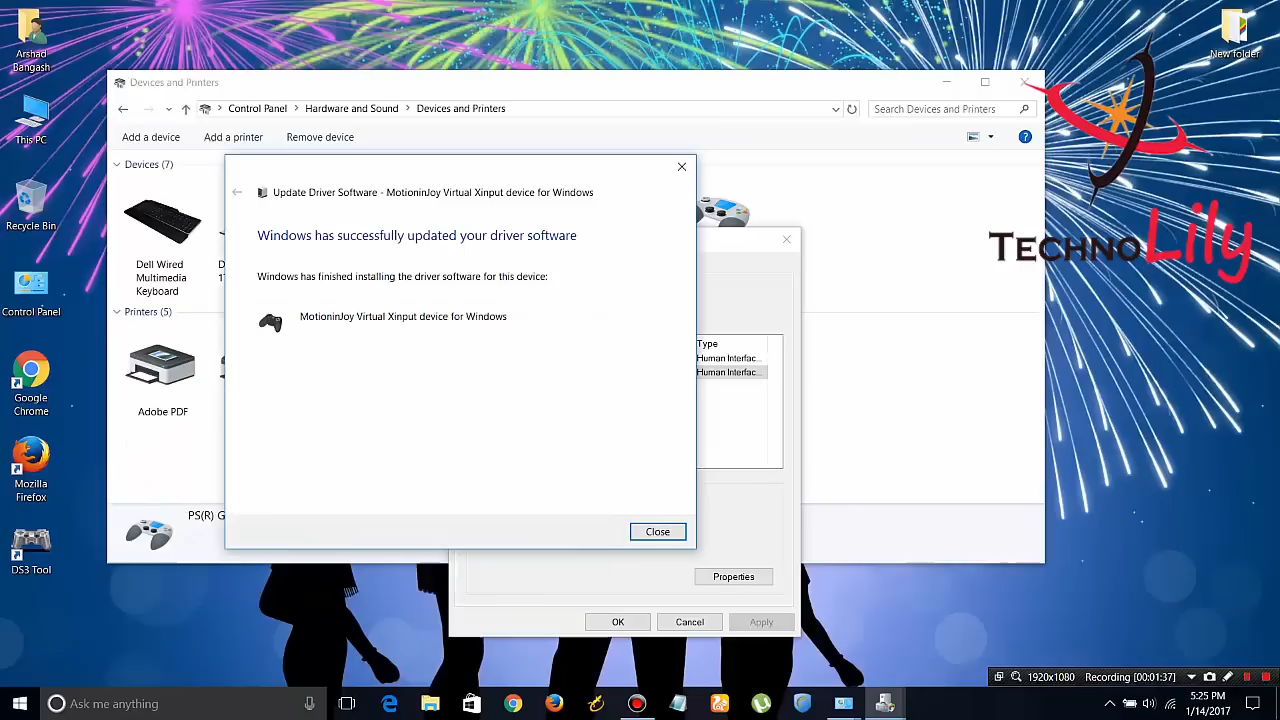 Arshad
Bangash
This PC
Recycle Bin
Control Panel
Google
Chrome
Mozilla
Firefox
DS3 Tool
New folder
Devices and Printers
Control Panel
Hardware and Sound
Devices and Printers
Search Devices and Printers
Add a device
Add a printer
Remove device
Devices (7)
Dell Wired
Multimedia
Keyboard
D
1
Printers (5)
Adobe PDF
PS(R) G
Update Driver Software - MotioninJoy Virtual Xinput device for Windows
Windows has successfully updated your driver software
Windows has finished installing the driver software for this device:
MotioninJoy Virtual Xinput device for Windows
Close
Type
Human Interfac...
Human Interfac...
Properties
OK
Cancel
Apply
TECHNOLily
1920x1080
Recording [00:01:37]
Ask me anything
5:25 PM
1/14/2017